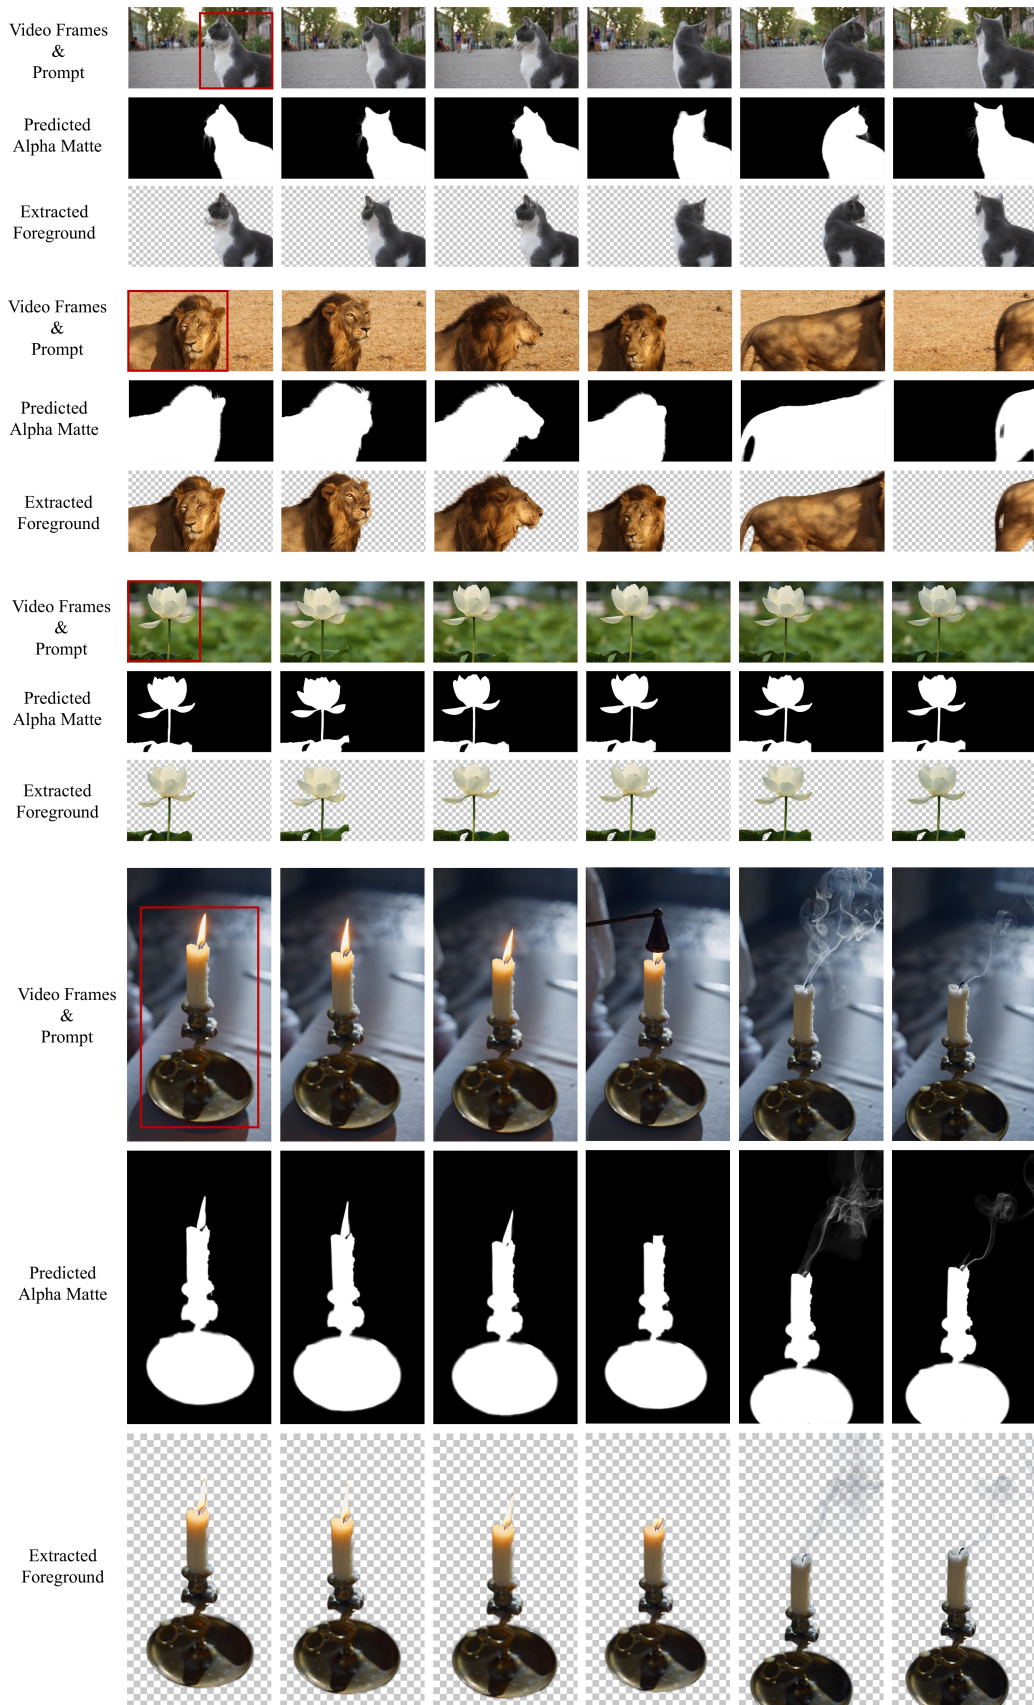 Video Frames
&
Prompt
Predicted
Alpha Matte
Extracted
Foreground
Video Frames
&
Prompt
Predicted
Alpha Matte
Extracted
Foreground
Video Frames
&
Prompt
Predicted
Alpha Matte
Extracted
Foreground
Video Frames
&
Prompt
Predicted
Alpha Matte
Extracted
Foreground